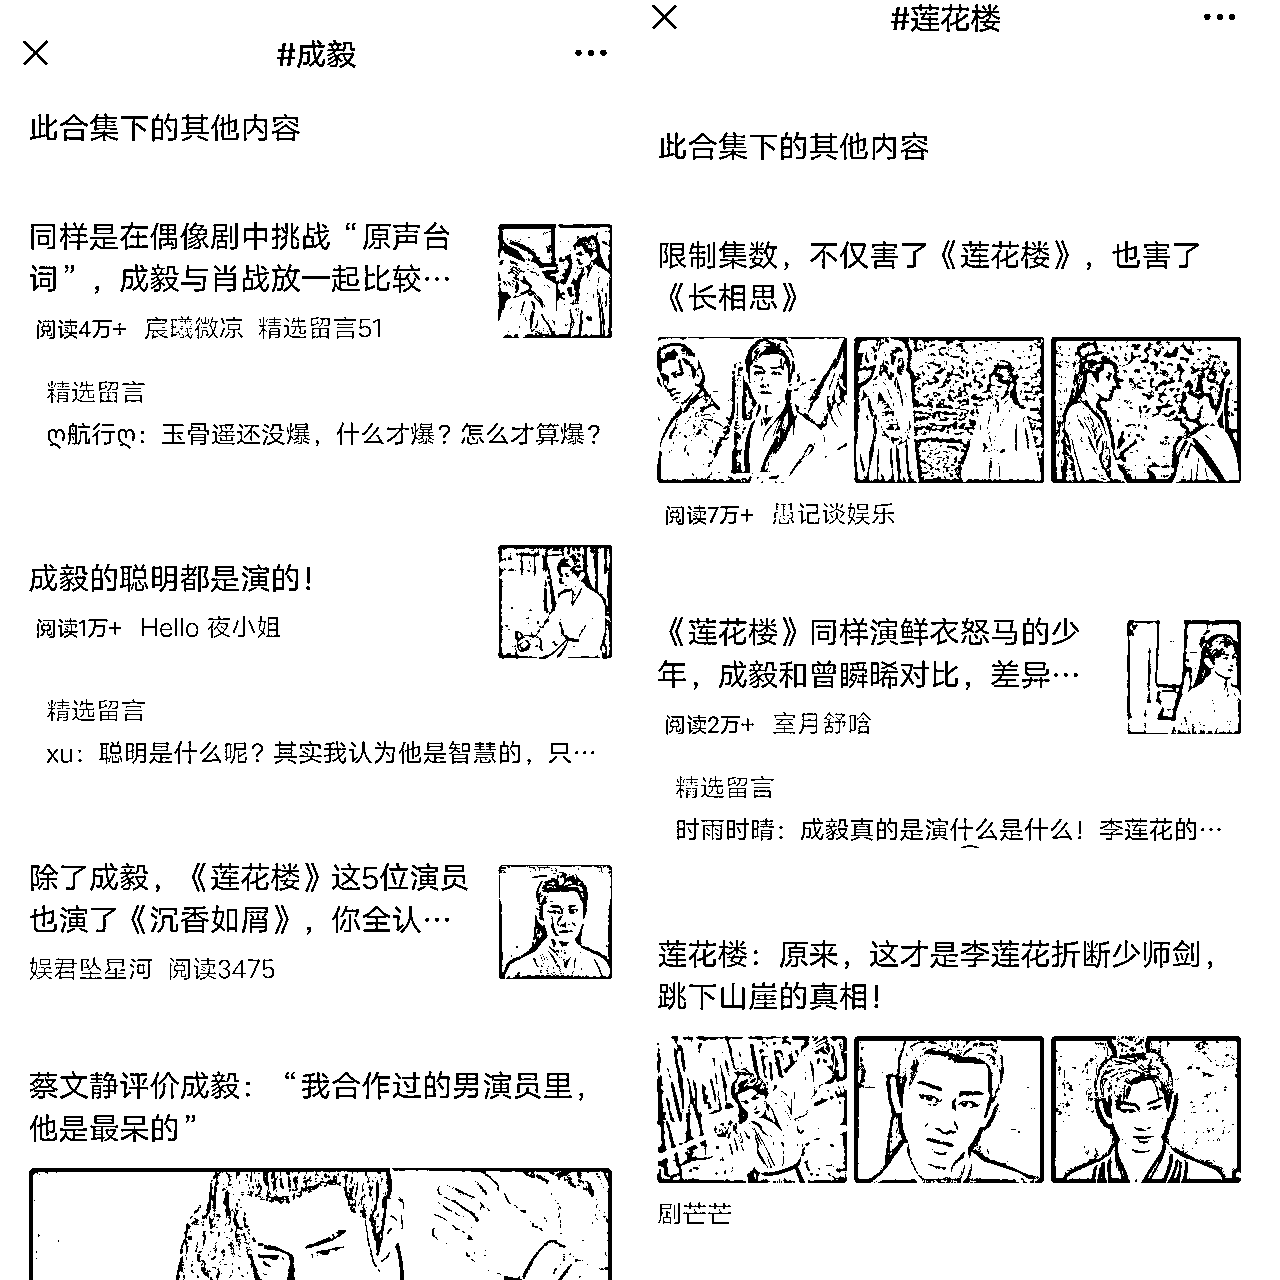 #成毅
此合集下的其他内容
同样是在偶像剧中挑战“原声台
词”，成毅与肖战放一起比较…
阅读4万+ 宸曦微凉 精选留言51
精选留言
ღ航行ღ：玉骨遥还没爆，什么才爆？怎么才算爆？
成毅的聪明都是演的！
阅读1万+ Hello 夜小姐
精选留言
xu：聪明是什么呢？其实我认为他是智慧的，只…
除了成毅，《莲花楼》这5位演员
也演了《沉香如屑》，你全认…
娱君坠星河 阅读3475
蔡文静评价成毅：“我合作过的男演员里，
他是最呆的”
#莲花楼
此合集下的其他内容
限制集数，不仅害了《莲花楼》，也害了
《长相思》
阅读7万+ 愚记谈娱乐
《莲花楼》同样演鲜衣怒马的少
年，成毅和曾舜晞对比，差异…
阅读2万+ 室月舒晗
精选留言
时雨时晴：成毅真的是演什么是什么！李莲花的…
莲花楼：原来，这才是李莲花折断少师剑，
跳下山崖的真相！
剧芒芒